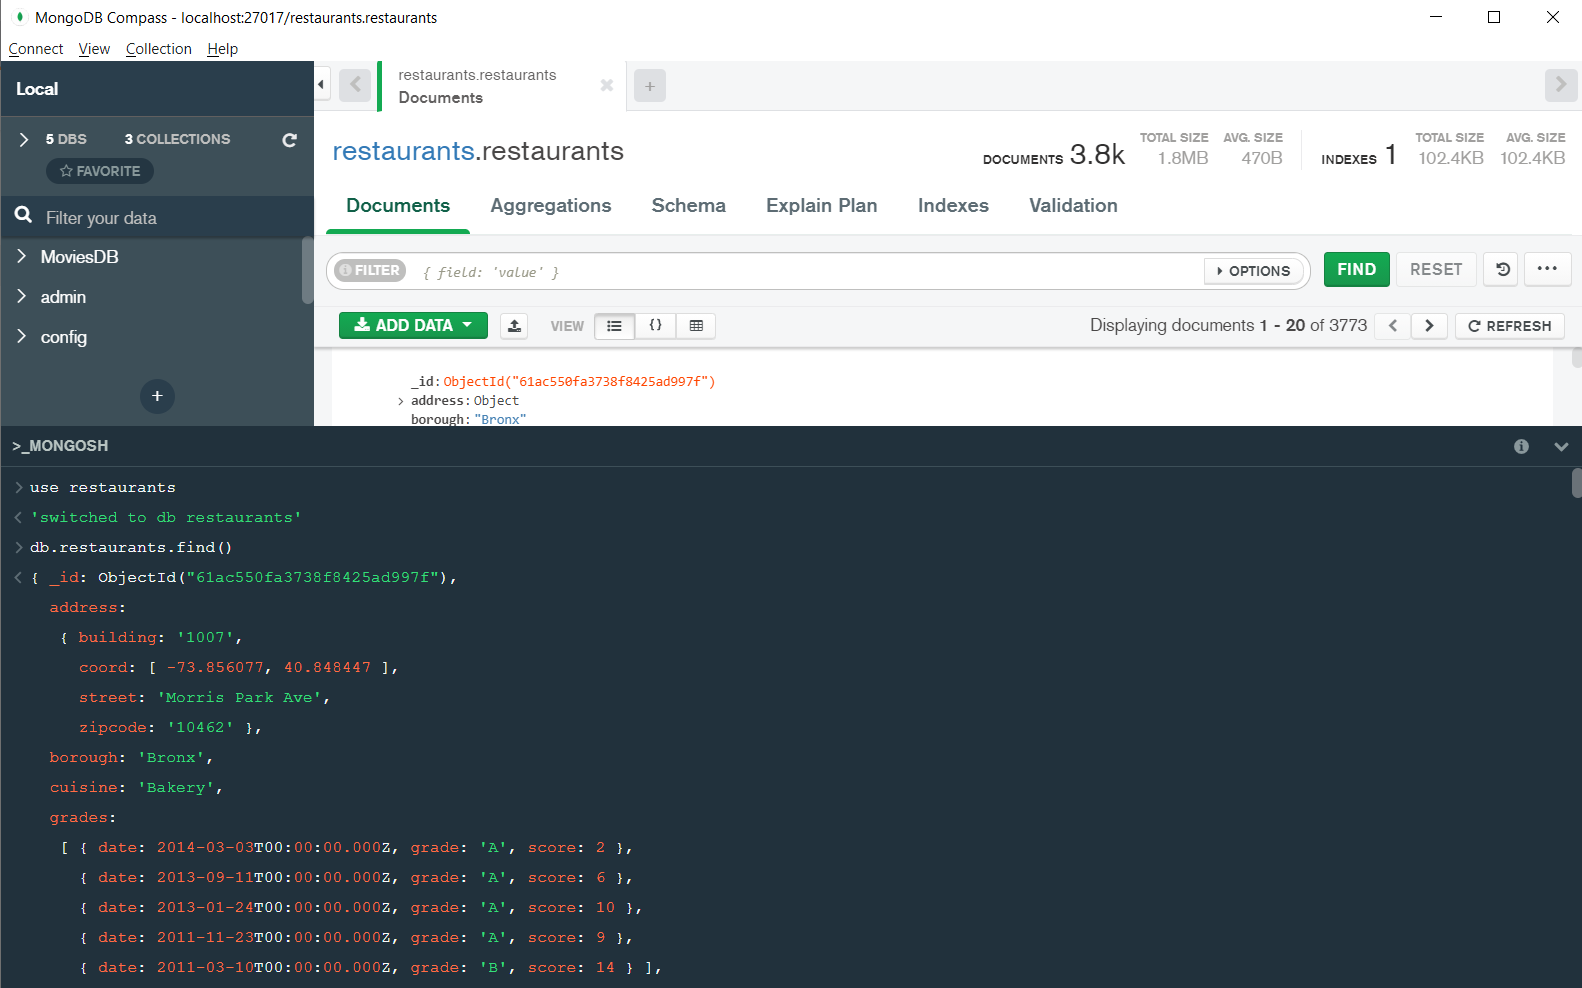 MongoDB Compass - localhost:27017/restaurants.restaurants
Connect View Collection Help
Local
5 DBS 3 COLLECTIONS
FAVORITE
Filter your data
MoviesDB
admin
config
+
restaurants.restaurants
Documents
+
restaurants.restaurants
DOCUMENTS 3.8k TOTAL SIZE 1.8MB AVG. SIZE 470B INDEXES 1 TOTAL SIZE 102.4KB AVG. SIZE 102.4KB
Documents Aggregations Schema Explain Plan Indexes Validation
FILTER { field: 'value' } OPTIONS FIND RESET ...
ADD DATA VIEW {} Displaying documents 1 - 20 of 3773 < > REFRESH
_id: ObjectId("61ac550fa3738f8425ad997f")
> address: Object
borough: "Bronx"
>_MONGOSH
> use restaurants
< 'switched to db restaurants'
> db.restaurants.find()
< { _id: ObjectId("61ac550fa3738f8425ad997f"),
address:
{ building: '1007',
coord: [ -73.856077, 40.848447 ],
street: 'Morris Park Ave',
zipcode: '10462' },
borough: 'Bronx',
cuisine: 'Bakery',
grades:
[ { date: 2014-03-03T00:00:00.000Z, grade: 'A', score: 2 },
{ date: 2013-09-11T00:00:00.000Z, grade: 'A', score: 6 },
{ date: 2013-01-24T00:00:00.000Z, grade: 'A', score: 10 },
{ date: 2011-11-23T00:00:00.000Z, grade: 'A', score: 9 },
{ date: 2011-03-10T00:00:00.000Z, grade: 'B', score: 14 } ],